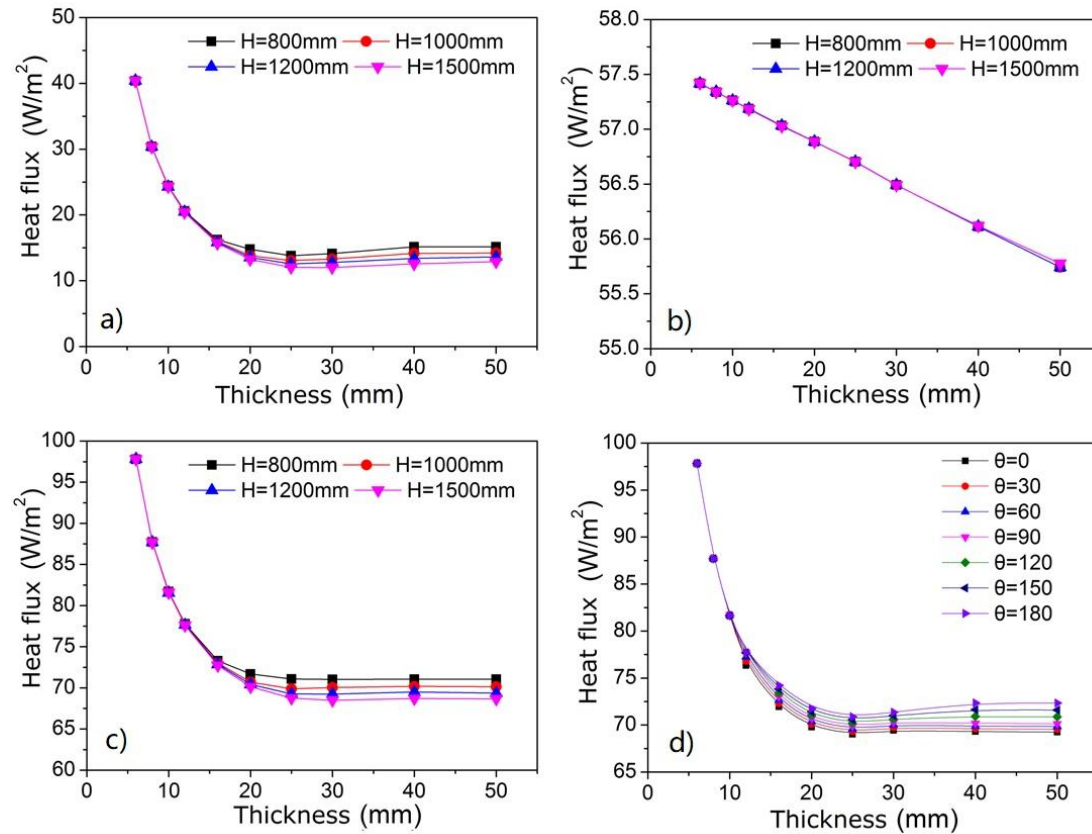 50
40
30
20
10
0
Heat flux (W/m²)
H=800mm H=1000mm
H=1200mm H=1500mm
a)
0 10 20 30 40 50
Thickness (mm)
58.0
57.5
57.0
56.5
56.0
55.5
55.0
Heat flux (W/m²)
H=800mm H=1000mm
H=1200mm H=1500mm
b)
0 10 20 30 40 50
Thickness (mm)
100
95
90
85
80
75
70
65
60
Heat flux (W/m²)
H=800mm H=1000mm
H=1200mm H=1500mm
c)
0 10 20 30 40 50
Thickness (mm)
100
95
90
85
80
75
70
65
Heat flux (W/m²)
θ=0
θ=30
θ=60
θ=90
θ=120
θ=150
θ=180
d)
0 10 20 30 40 50
Thickness (mm)